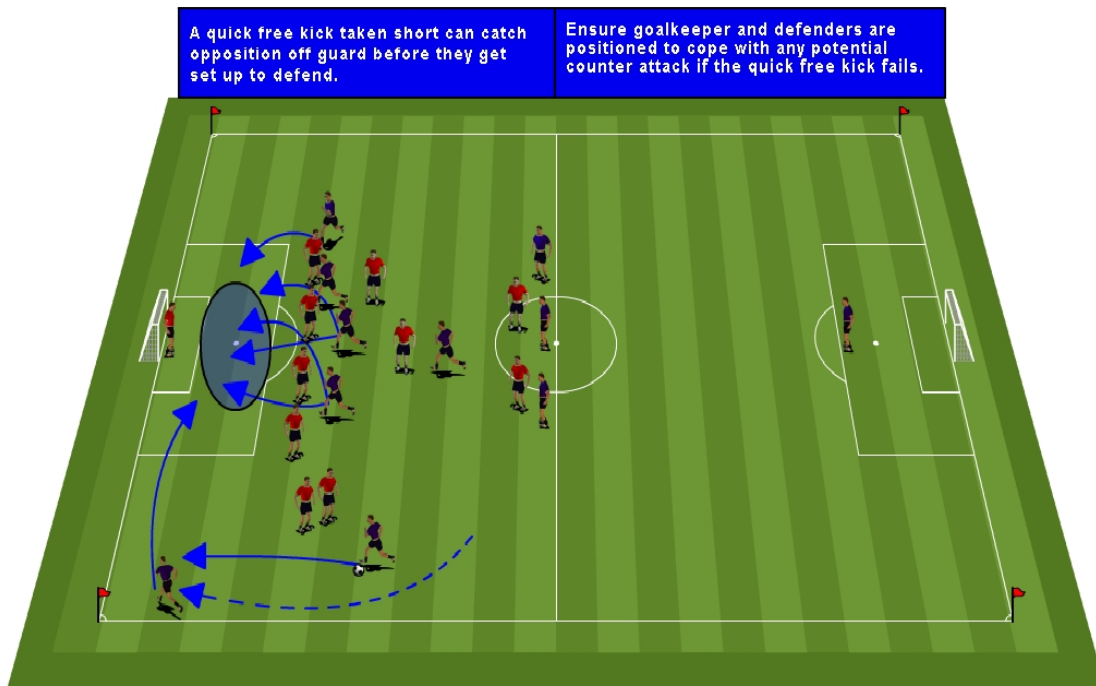 A quick free kick taken short can catch
opposition off guard before they get
set up to defend.
Ensure goalkeeper and defenders are
positioned to cope with any potential
counter attack if the quick free kick fails.